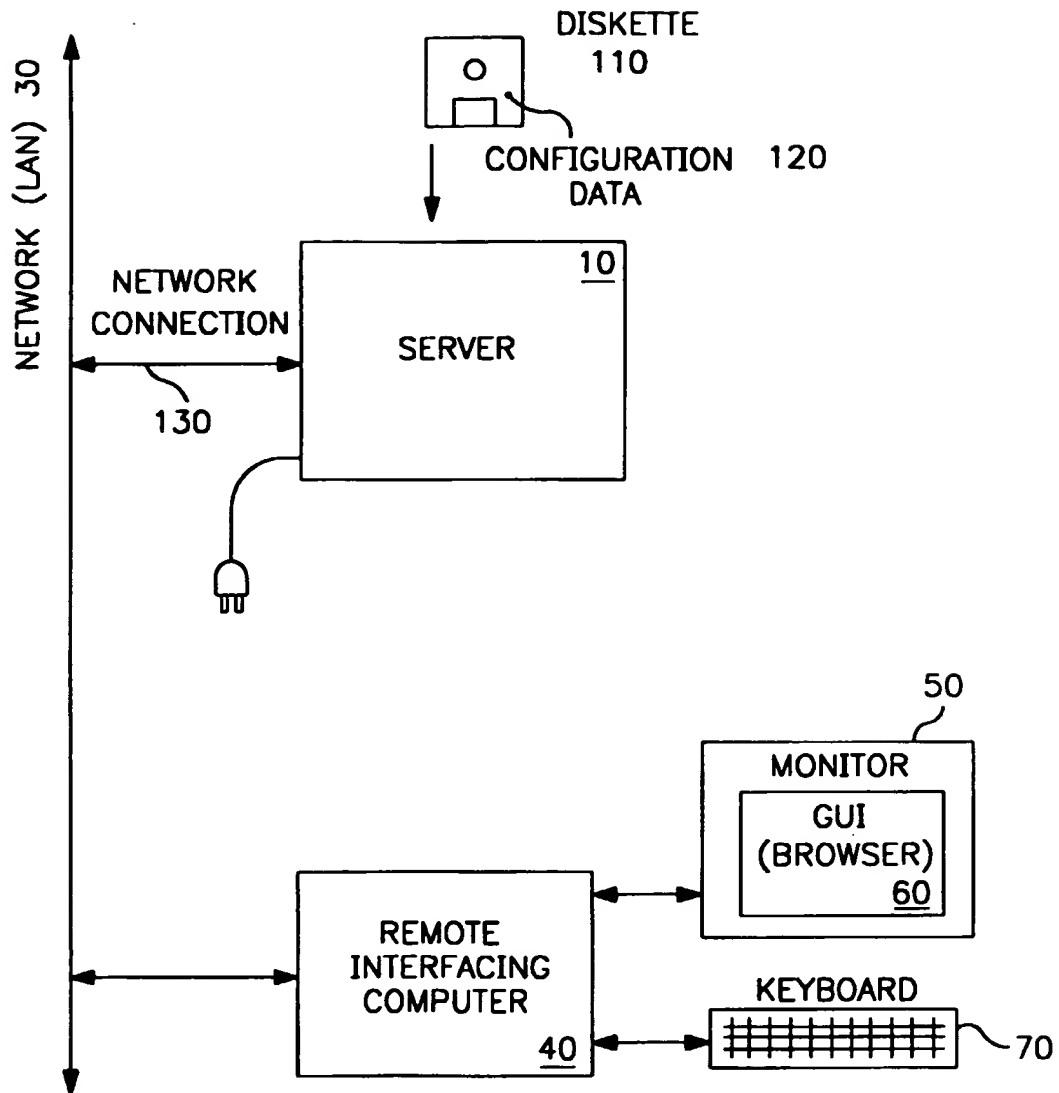 DISKETTE
110
NETWORK (LAN) 30
CONFIGURATION 120
DATA
10
NETWORK
CONNECTION
SERVER
130
50
MONITOR
GUI
(BROWSER)
60
REMOTE
INTERFACING
COMPUTER
40
KEYBOARD
70